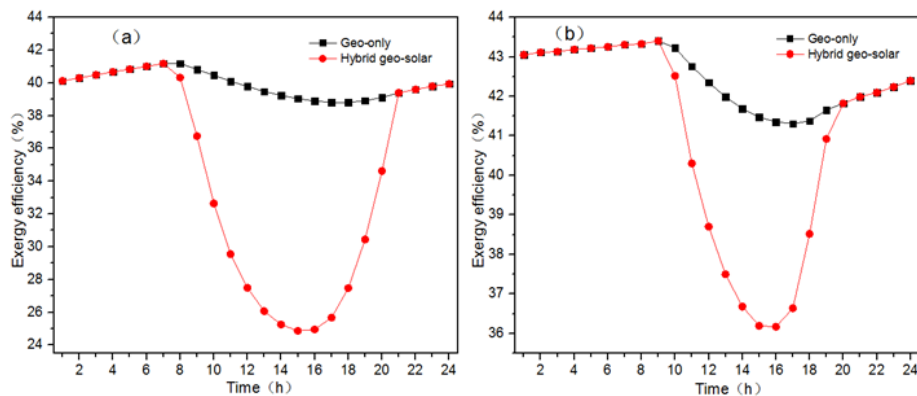 (a)
Geo-only
Hybrid geo-solar
Exergy efficiency (%)
44
42
40
38
36
34
32
30
28
26
24
2 4 6 8 10 12 14 16 18 20 22 24
Time (h)
(b)
Geo-only
Hybrid geo-solar
Exergy efficiency (%)
44
43
42
41
40
39
38
37
36
2 4 6 8 10 12 14 16 18 20 22 24
Time (h)